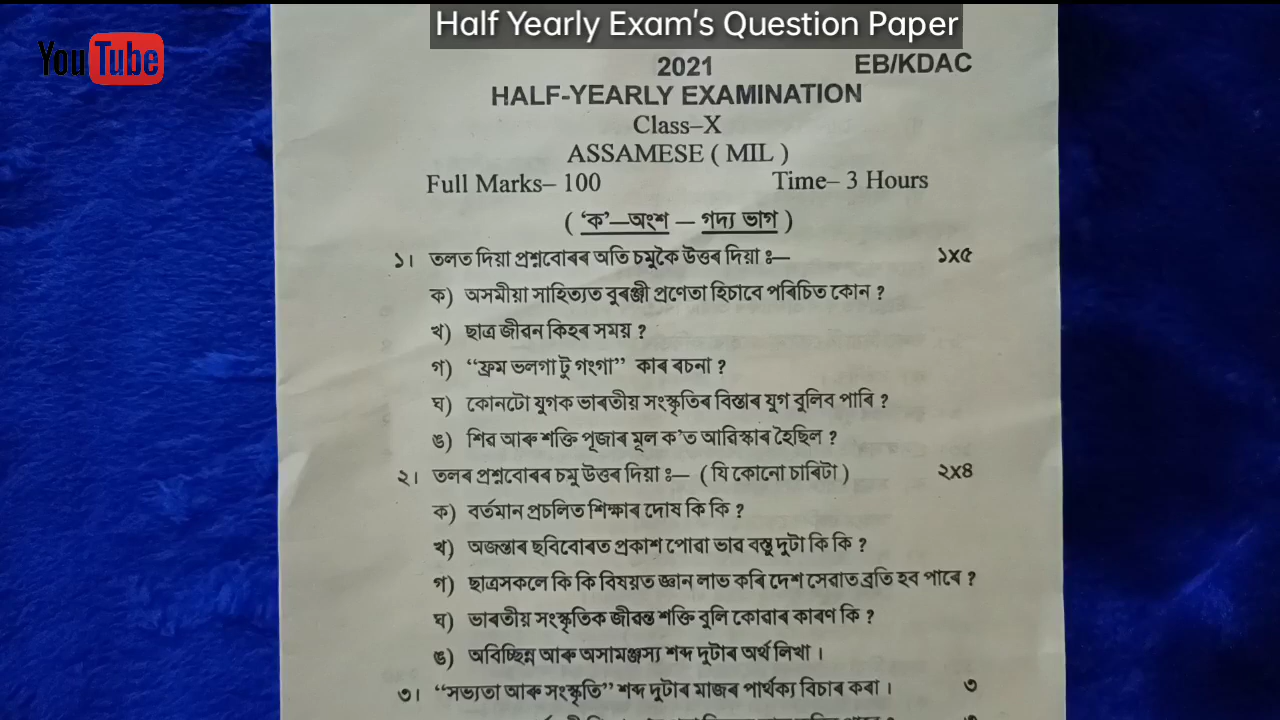 Half Yearly Exam's Question Paper
YouTube
2021 EB/KDAC
HALF-YEARLY EXAMINATION
Class–X
ASSAMESE ( MIL )
Full Marks– 100 Time– 3 Hours
( ‘ক’—অংশ — গদ্য ভাগ )
১। তলত দিয়া প্ৰশ্নবোৰৰ অতি চমুকৈ উত্তৰ দিয়া ঃ— ১X৫
ক) অসমীয়া সাহিত্যত বুৰঞ্জী প্ৰণেতা হিচাবে পৰিচিত কোন ?
খ) ছাত্ৰ জীৱন কিহৰ সময় ?
গ) “ফ্ৰম ভলগা টু গংগা” কাৰ ৰচনা ?
ঘ) কোনটো যুগক ভাৰতীয় সংস্কৃতিৰ বিস্তাৰ যুগ বুলিব পাৰি ?
ঙ) শিৱ আৰু শক্তি পূজাৰ মূল ক'ত আৱিস্কাৰ হৈছিল ?
২। তলৰ প্ৰশ্নবোৰৰ চমু উত্তৰ দিয়া ঃ— ( যি কোনো চাৰিটা ) ২X৪
ক) বৰ্তমান প্ৰচলিত শিক্ষাৰ দোষ কি কি ?
খ) অজন্তাৰ ছবিবোৰত প্ৰকাশ পোৱা ভাৱ বস্তু দুটা কি কি ?
গ) ছাত্ৰসকলে কি কি বিষয়ত জ্ঞান লাভ কৰি দেশ সেৱাত ব্ৰতি হব পাৰে ?
ঘ) ভাৰতীয় সংস্কৃতিক জীৱন্ত শক্তি বুলি কোৱাৰ কাৰণ কি ?
ঙ) অবিচ্ছিন্ন আৰু অসামঞ্জস্য শব্দ দুটাৰ অৰ্থ লিখা ।
৩। “সভ্যতা আৰু সংস্কৃতি” শব্দ দুটাৰ মাজৰ পাৰ্থক্য বিচাৰ কৰা । ৩